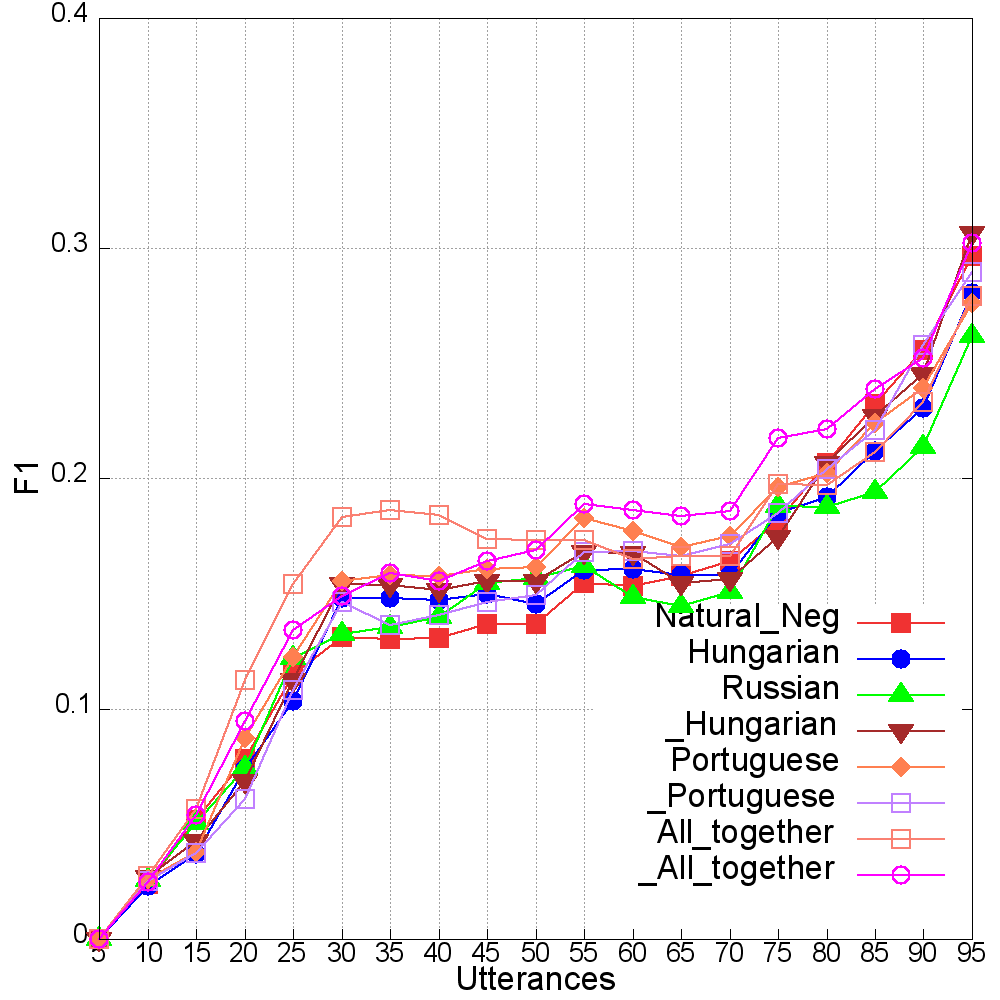 0.4
0.3
0.2
0.1
0
F1
Natural_Neg
Hungarian
Russian
_Hungarian
Portuguese
_Portuguese
All_together
_All_together
5 10 15 20 25 30 35 40 45 50 55 60 65 70 75 80 85 90 95
Utterances